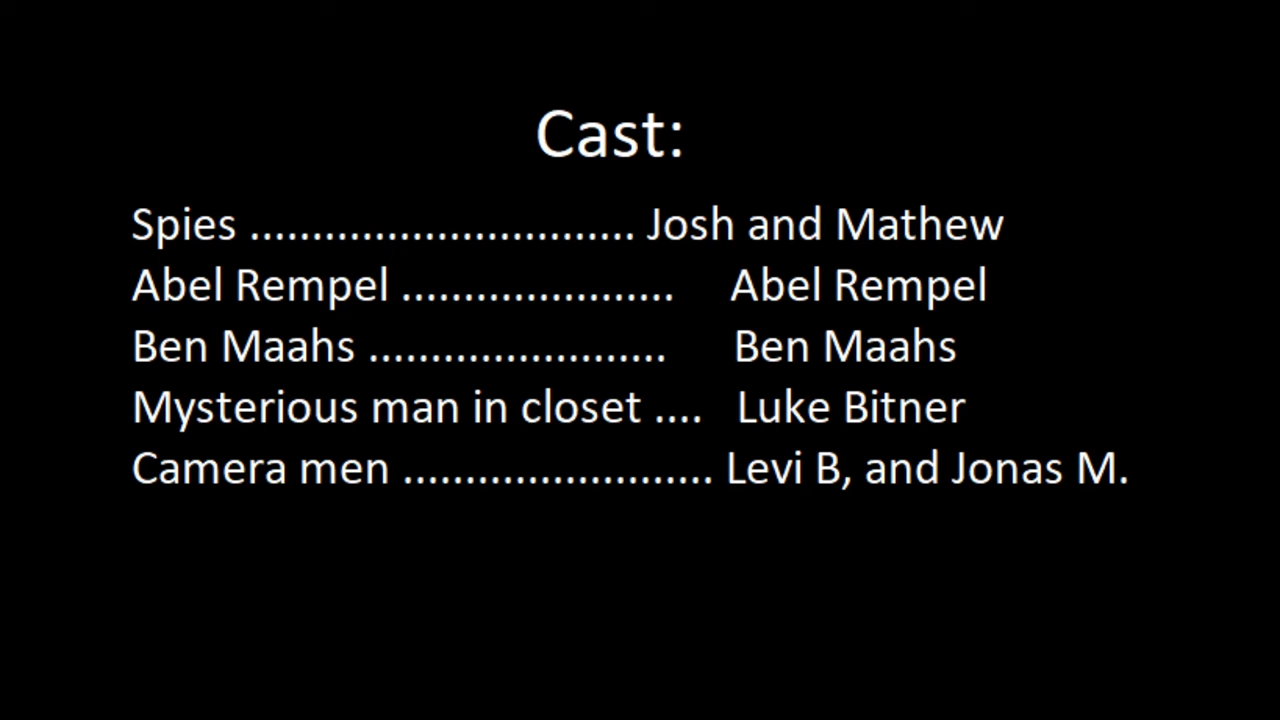 Cast:
Spies ............................... Josh and Mathew
Abel Rempel ...................... Abel Rempel
Ben Maahs ........................ Ben Maahs
Mysterious man in closet .... Luke Bitner
Camera men ......................... Levi B, and Jonas M.